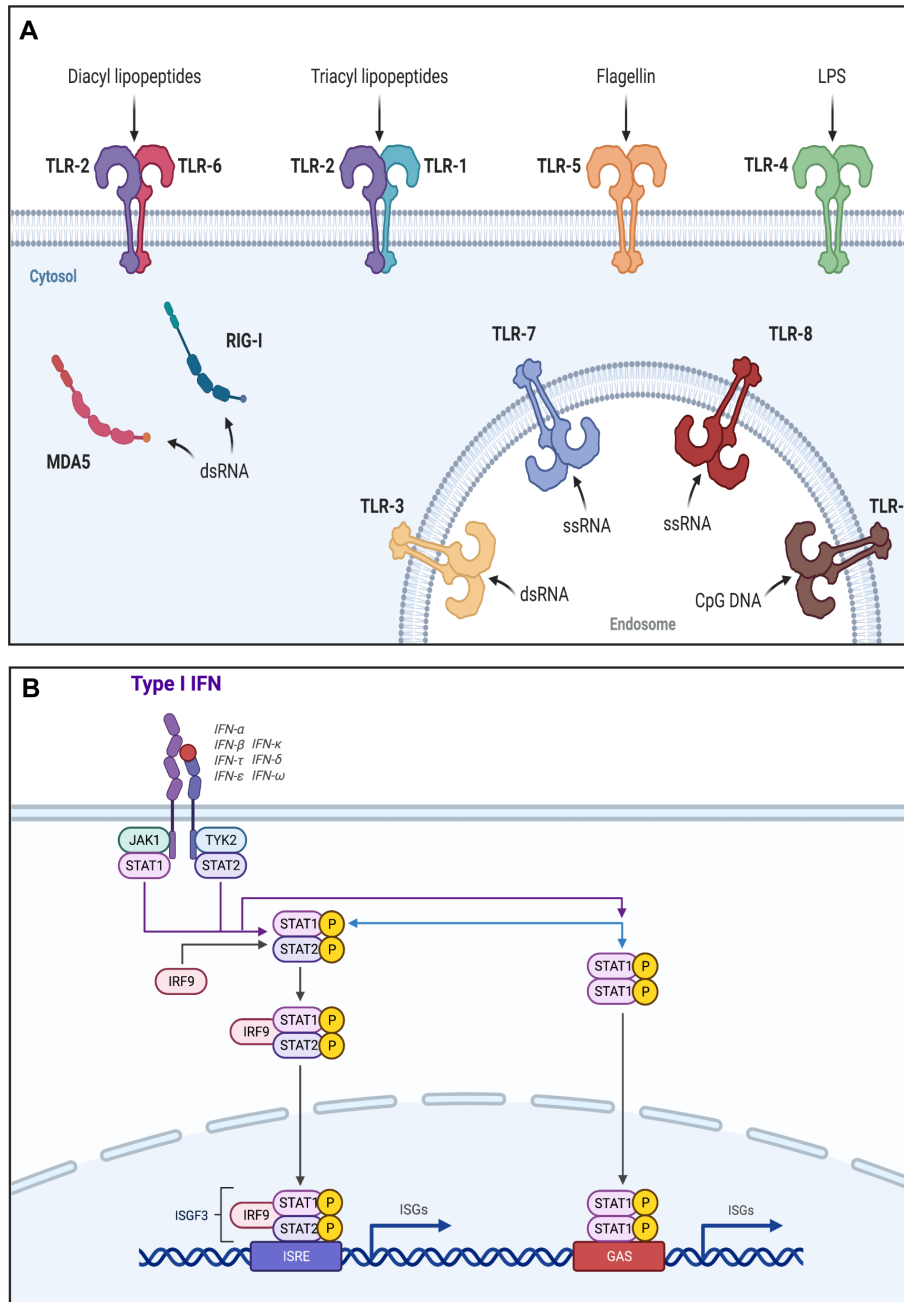 A
Diacyl lipopeptides
Triacyl lipopeptides
Flagellin
LPS
TLR-2
TLR-6
TLR-2
TLR-1
TLR-5
TLR-4
Cytosol
RIG-I
MDA5
dsRNA
TLR-7
TLR-8
ssRNA
ssRNA
TLR-3
TLR-
dsRNA
CpG DNA
Endosome
B
Type I IFN
IFN-α
IFN-β IFN-κ
IFN-τ IFN-δ
IFN-ε IFN-ω
JAK1
TYK2
STAT1
STAT2
STAT1 P
STAT2 P
IRF9
STAT1 P
STAT1 P
IRF9
STAT1 P
STAT2 P
ISGF3
IRF9
STAT1 P
STAT2 P
ISRE
ISGs
STAT1 P
STAT1 P
GAS
ISGs